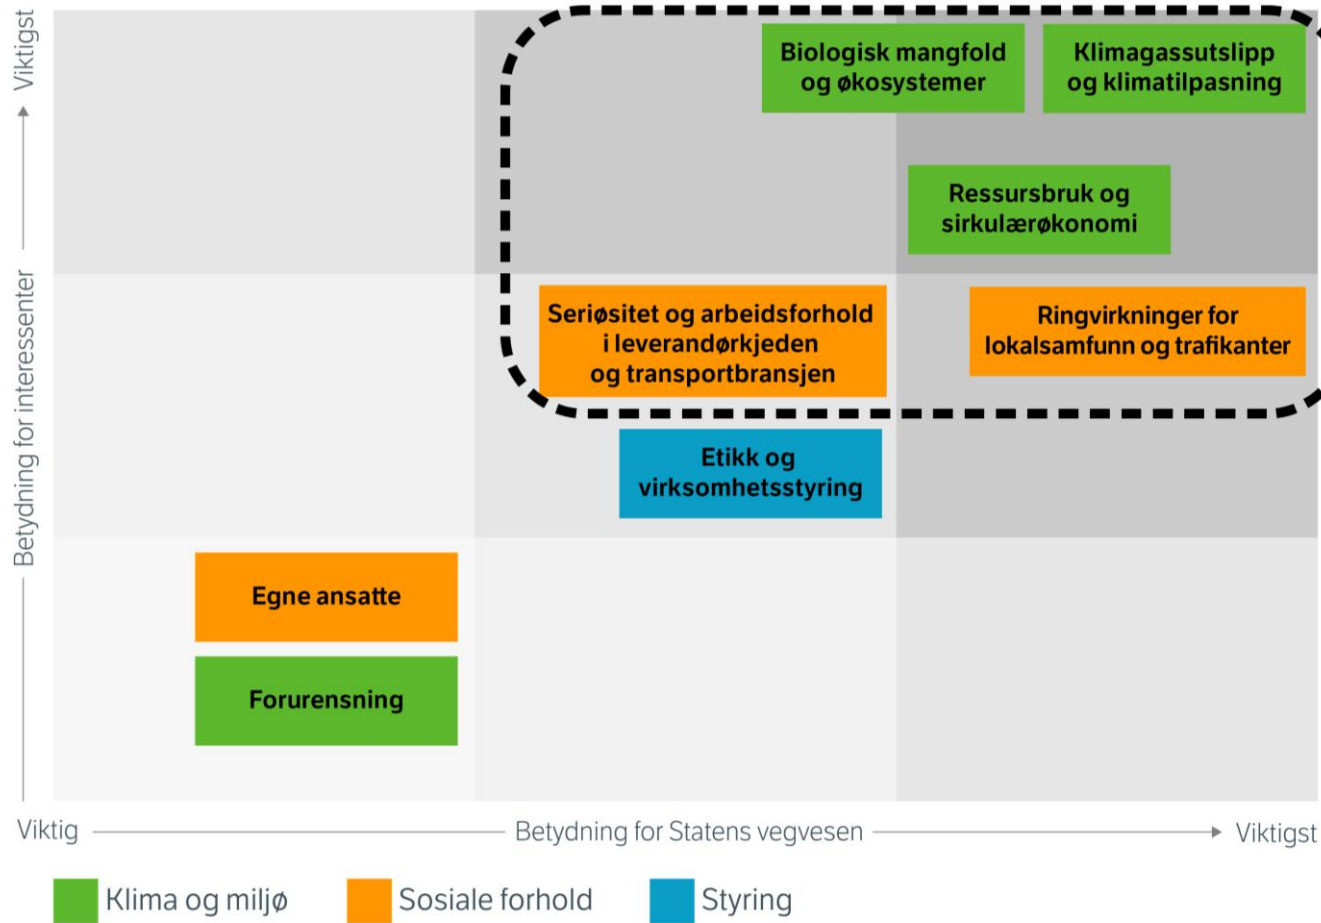 Viktigst
Betydning for interessenter
Biologisk mangfold
og økosystemer
Klimagassutslipp
og klimatilpasning
Ressursbruk og
sirkulærøkonomi
Seriøsitet og arbeidsforhold
i leverandørkjeden
og transportbransjen
Ringvirkninger for
lokalsamfunn og trafikanter
Etikk og
virksomhetsstyring
Egne ansatte
Forurensning
Viktig
Betydning for Statens vegvesen
Viktigst
Klima og miljø
Sosiale forhold
Styring